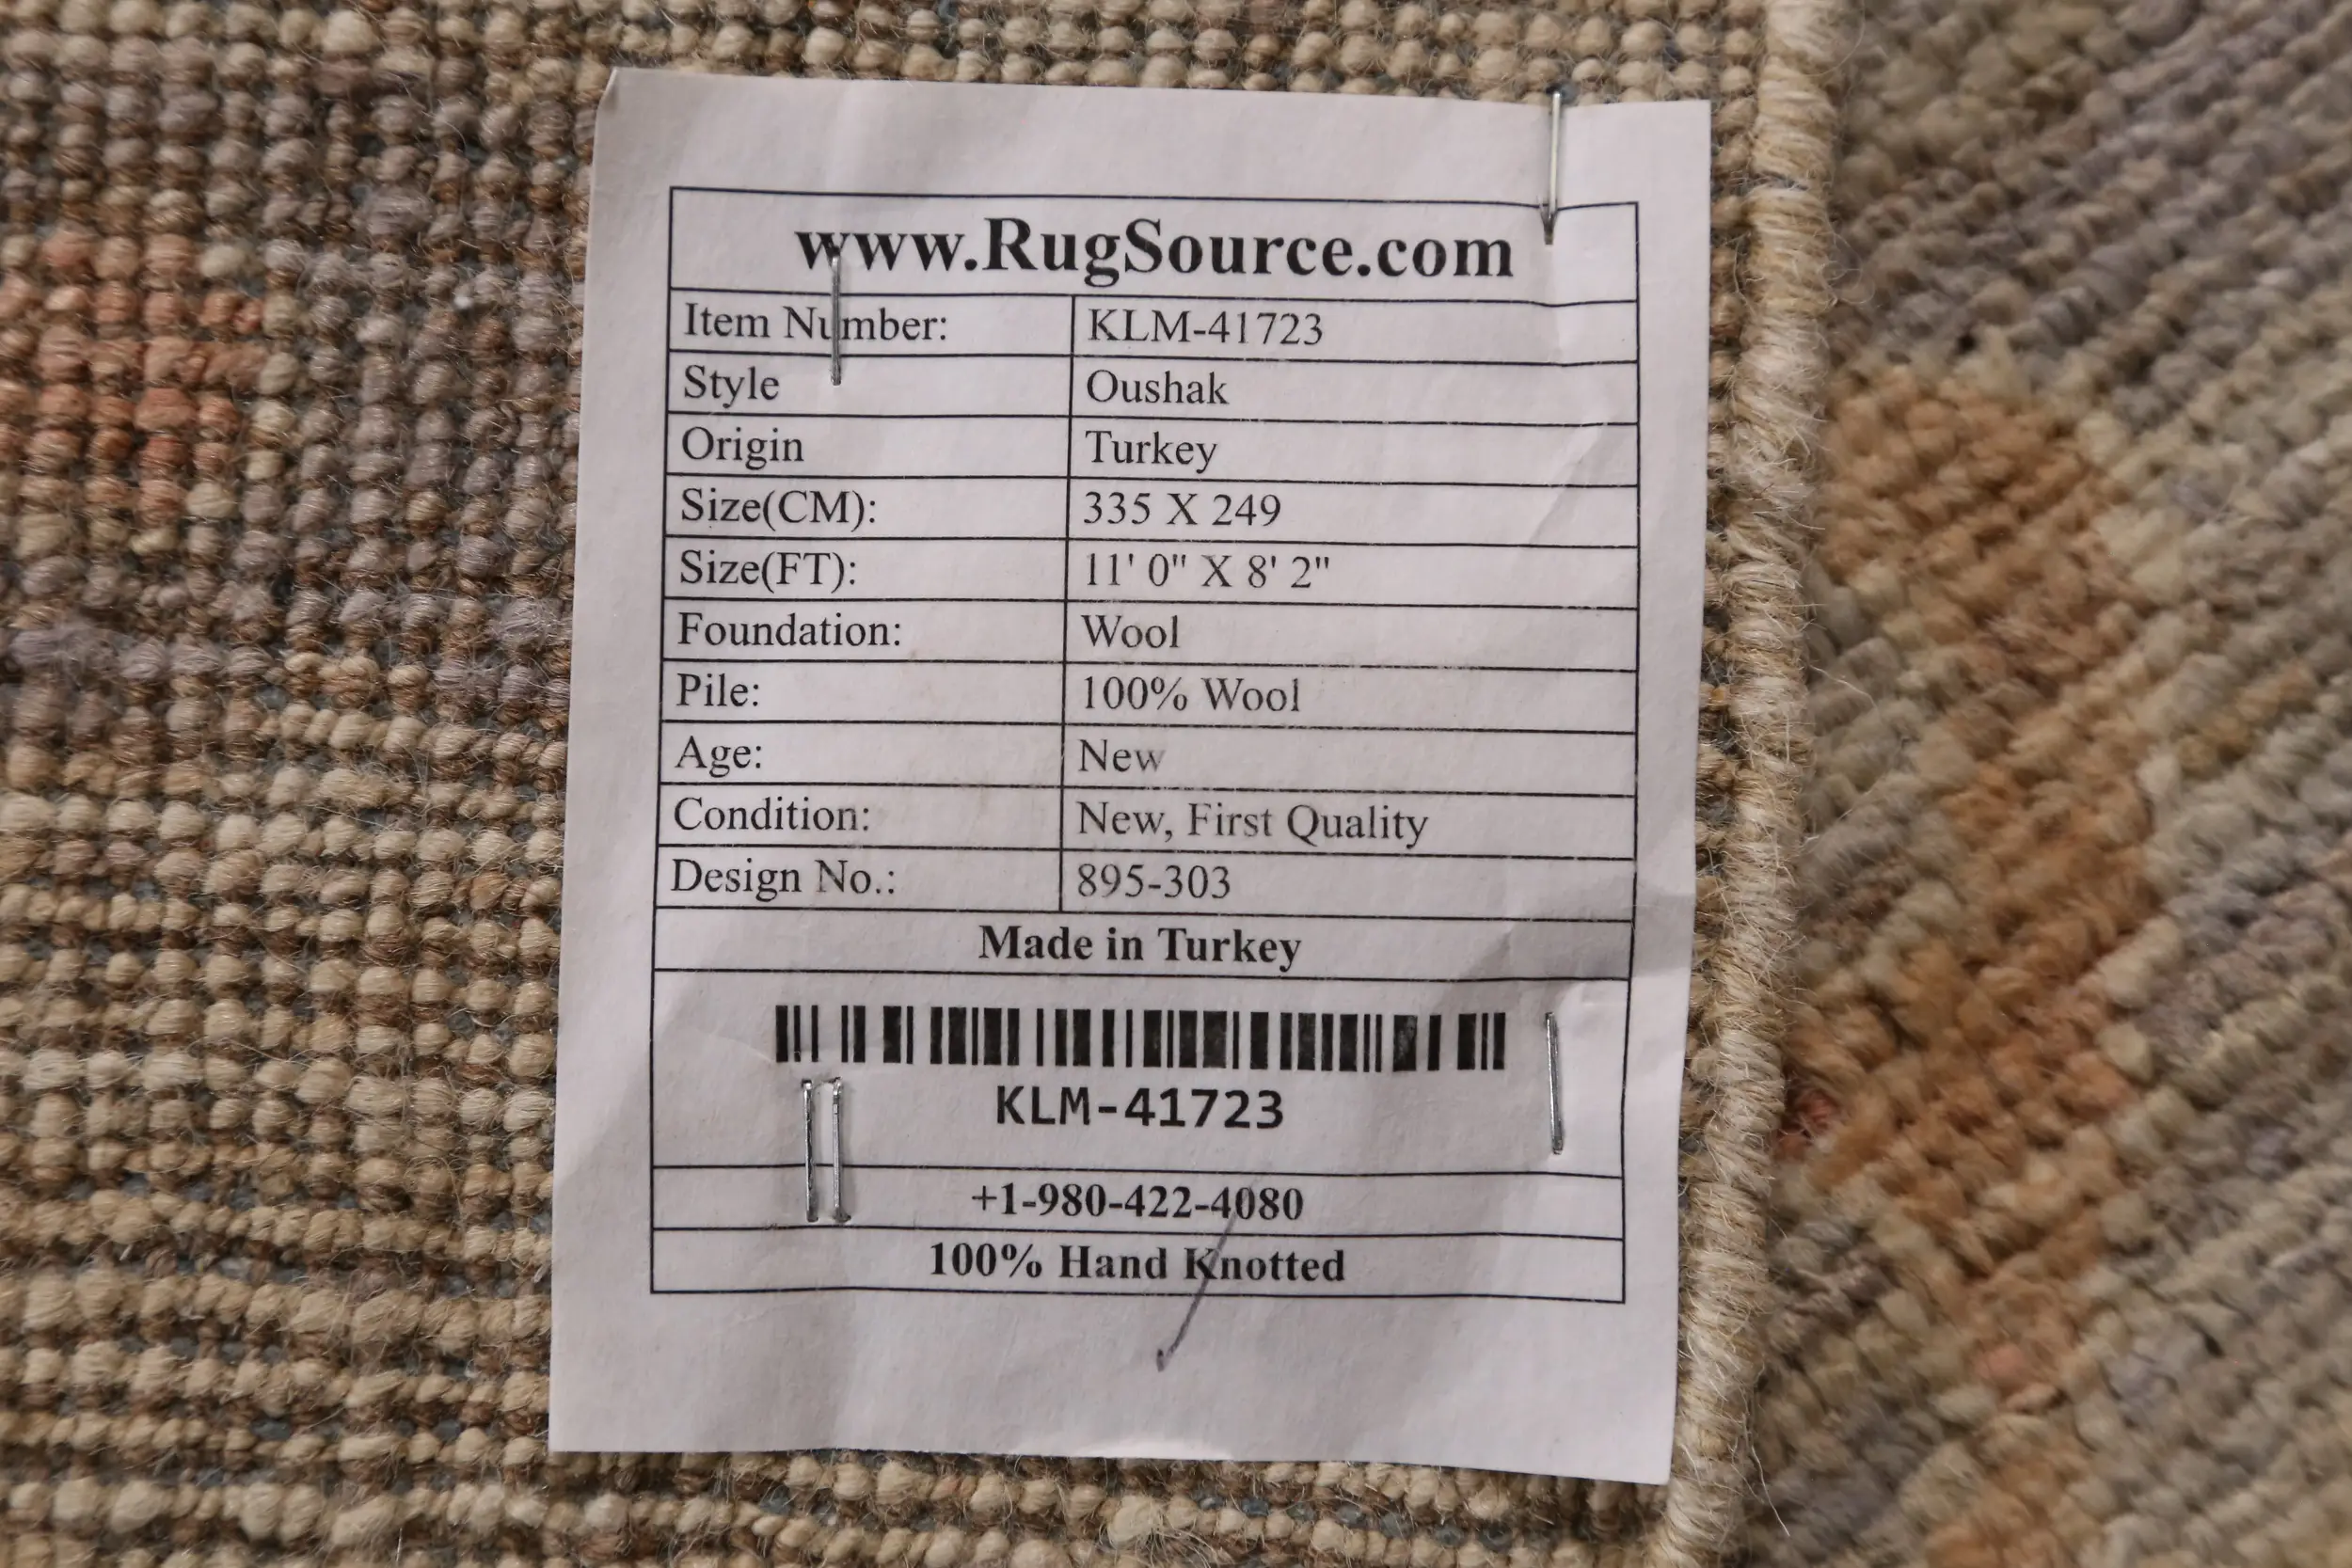 www.RugSource.com
Item Number: KLM-41723
Style Oushak
Origin Turkey
Size(CM): 335 X 249
Size(FT): 11' 0" X 8' 2"
Foundation: Wool
Pile: 100% Wool
Age: New
Condition: New, First Quality
Design No.: 895-303
Made in Turkey
KLM-41723
+1-980-422-4080
100% Hand Knotted